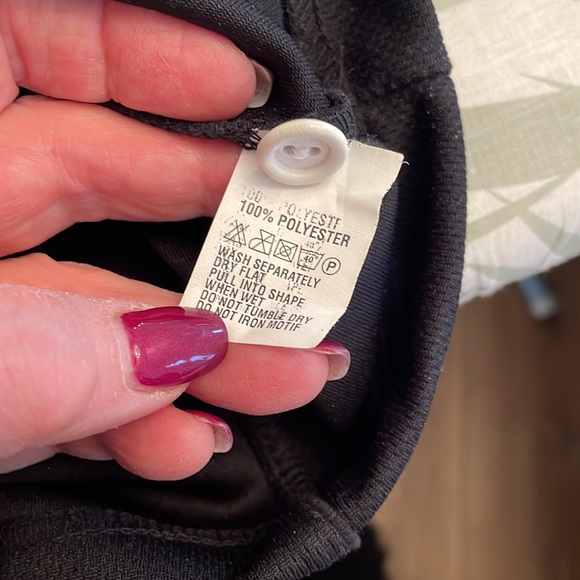 100% POLYESTER
40 P
WASH SEPARATELY
DRY FLAT
PULL INTO SHAPE
WHEN WET
DO NOT TUMBLE DRY
DO NOT IRON MOTIF